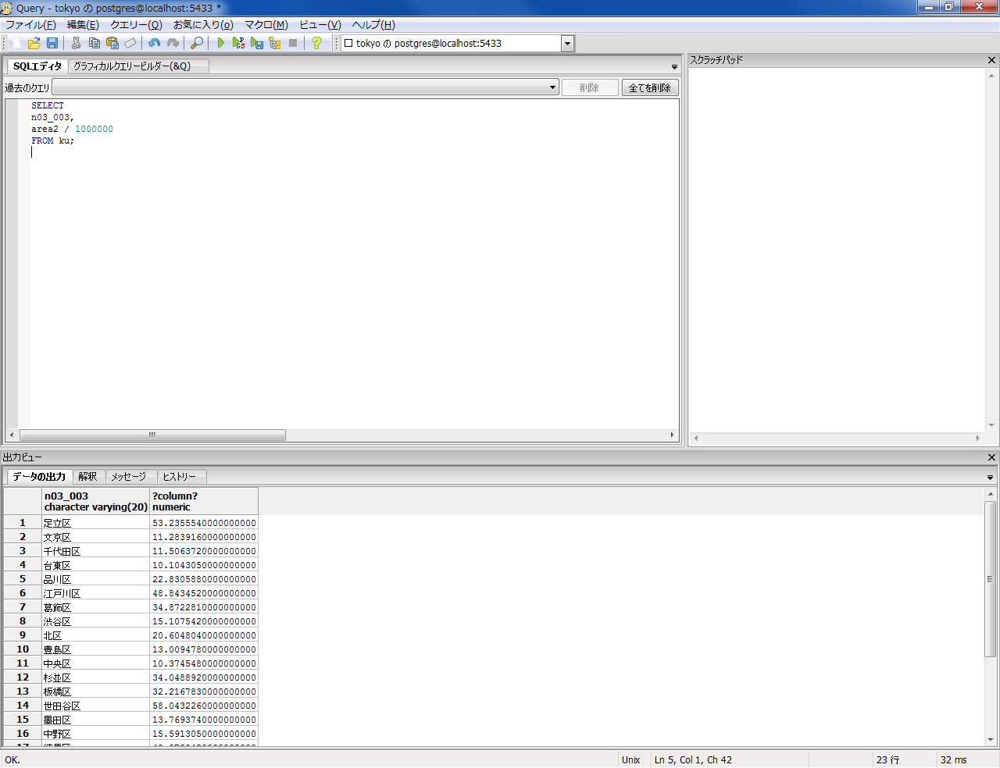 Query - tokyo の postgres@localhost:5433 *
ファイル(F) 編集(E) クエリー(Q) お気に入り(o) マクロ(M) ビュー(V) ヘルプ(H)
tokyo の postgres@localhost:5433
SQLエディタ グラフィカルクエリービルダー(&Q)
過去のクエリ 削除 全てを削除
SELECT
n03_003,
area2 / 1000000
FROM ku;
スクラッチパッド
出力ビュー
データの出力 解釈 メッセージ ヒストリー
n03_003 ?column?
character varying(20) numeric
1 足立区 53.2355540000000000
2 文京区 11.2839160000000000
3 千代田区 11.5063720000000000
4 台東区 10.1043050000000000
5 品川区 22.8305880000000000
6 江戸川区 48.8434520000000000
7 葛飾区 34.8722810000000000
8 渋谷区 15.1075420000000000
9 北区 20.6048040000000000
10 豊島区 13.0094780000000000
11 中央区 10.3745480000000000
12 杉並区 34.0488920000000000
13 板橋区 32.2167830000000000
14 世田谷区 58.0432260000000000
15 墨田区 13.7693740000000000
16 中野区 15.5913050000000000
OK. Unix Ln 5, Col 1, Ch 42 23 行 32 ms